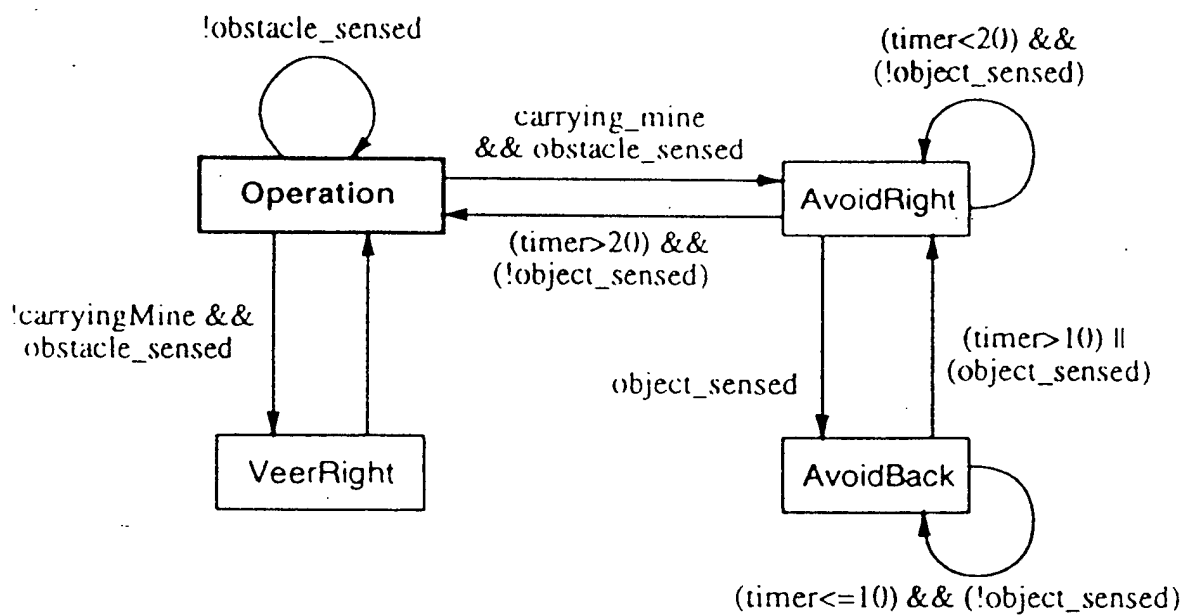 !obstacle_sensed
(timer<20) &&
(!object_sensed)
carrying_mine
&& obstacle_sensed
Operation
AvoidRight
(timer>20) &&
(!object_sensed)
!carryingMine &&
obstacle_sensed
(timer>10) ||
(object_sensed)
object_sensed
VeerRight
AvoidBack
(timer<=10) && (!object_sensed)